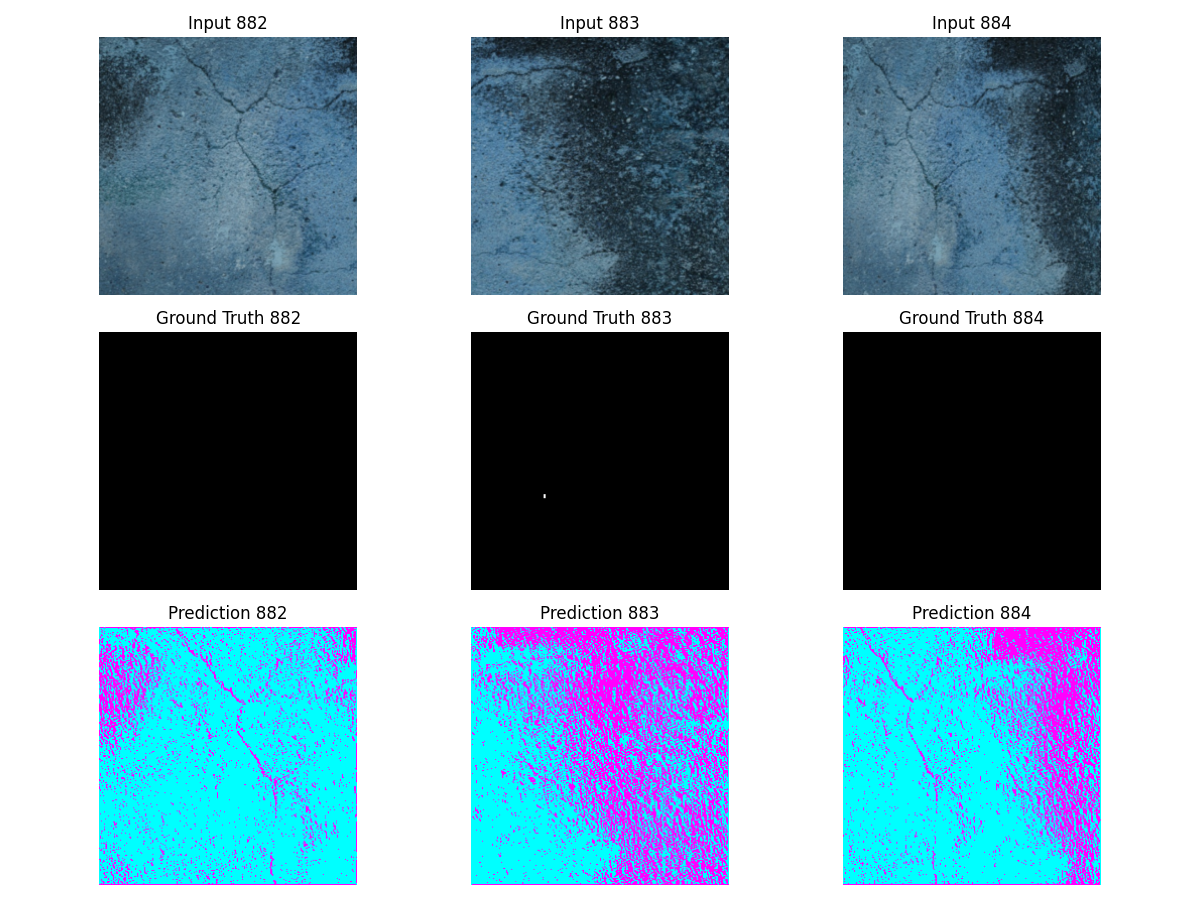 Input 882
Input 883
Input 884
Ground Truth 882
Ground Truth 883
Ground Truth 884
Prediction 882
Prediction 883
Prediction 884